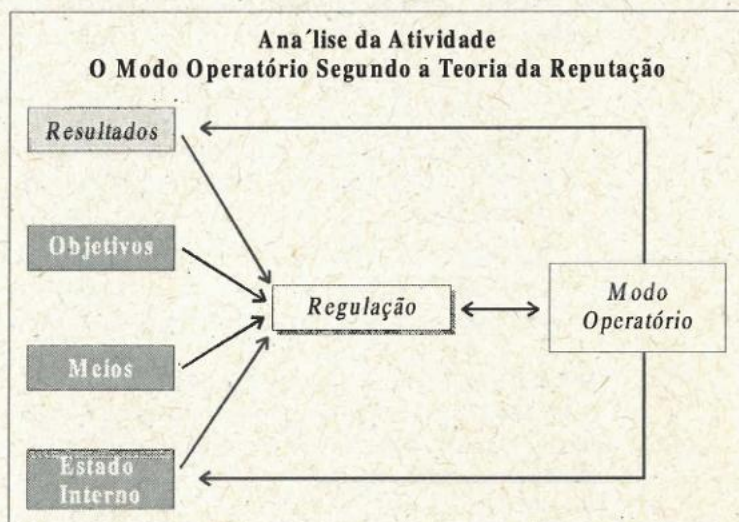 Ana´lise da Atividade
O Modo Operatório Segundo a Teoria da Reputação
Resultados
Objetivos
Regulação
Modo
Operatório
Meios
Estado
Interno